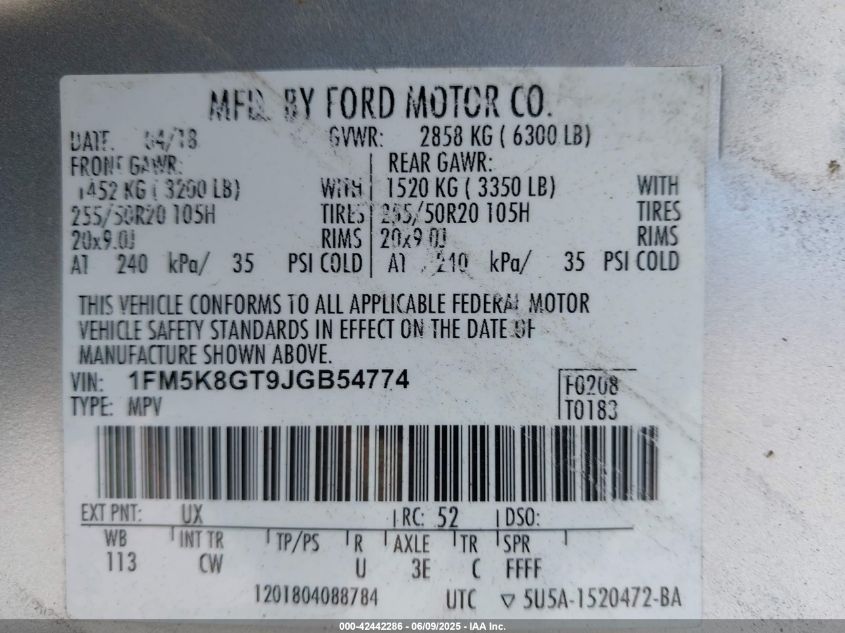 MFD. BY FORD MOTOR CO.
DATE: 04/18 GVWR: 2858 KG ( 6300 LB)
FRONT GAWR: REAR GAWR:
1452 KG ( 3200 LB) WITH 1520 KG ( 3350 LB) WITH
255/50R20 105H TIRES 255/50R20 105H TIRES
20x9.0J RIMS 20x9.0J RIMS
AT 240 kPa/ 35 PSI COLD AT 240 kPa/ 35 PSI COLD
THIS VEHICLE CONFORMS TO ALL APPLICABLE FEDERAL MOTOR
VEHICLE SAFETY STANDARDS IN EFFECT ON THE DATE OF
MANUFACTURE SHOWN ABOVE.
VIN: 1FM5K8GT9JGB54774 F0208
TYPE: MPV T0183
EXT PNT: UX RC: 52 DSO:
WB INT TR TP/PS R AXLE TR SPR
113 CW U 3E C FFFF
1201804088784 UTC ▽ 5U5A-1520472-BA
000-42442286 - 06/09/2025 - IAA Inc.